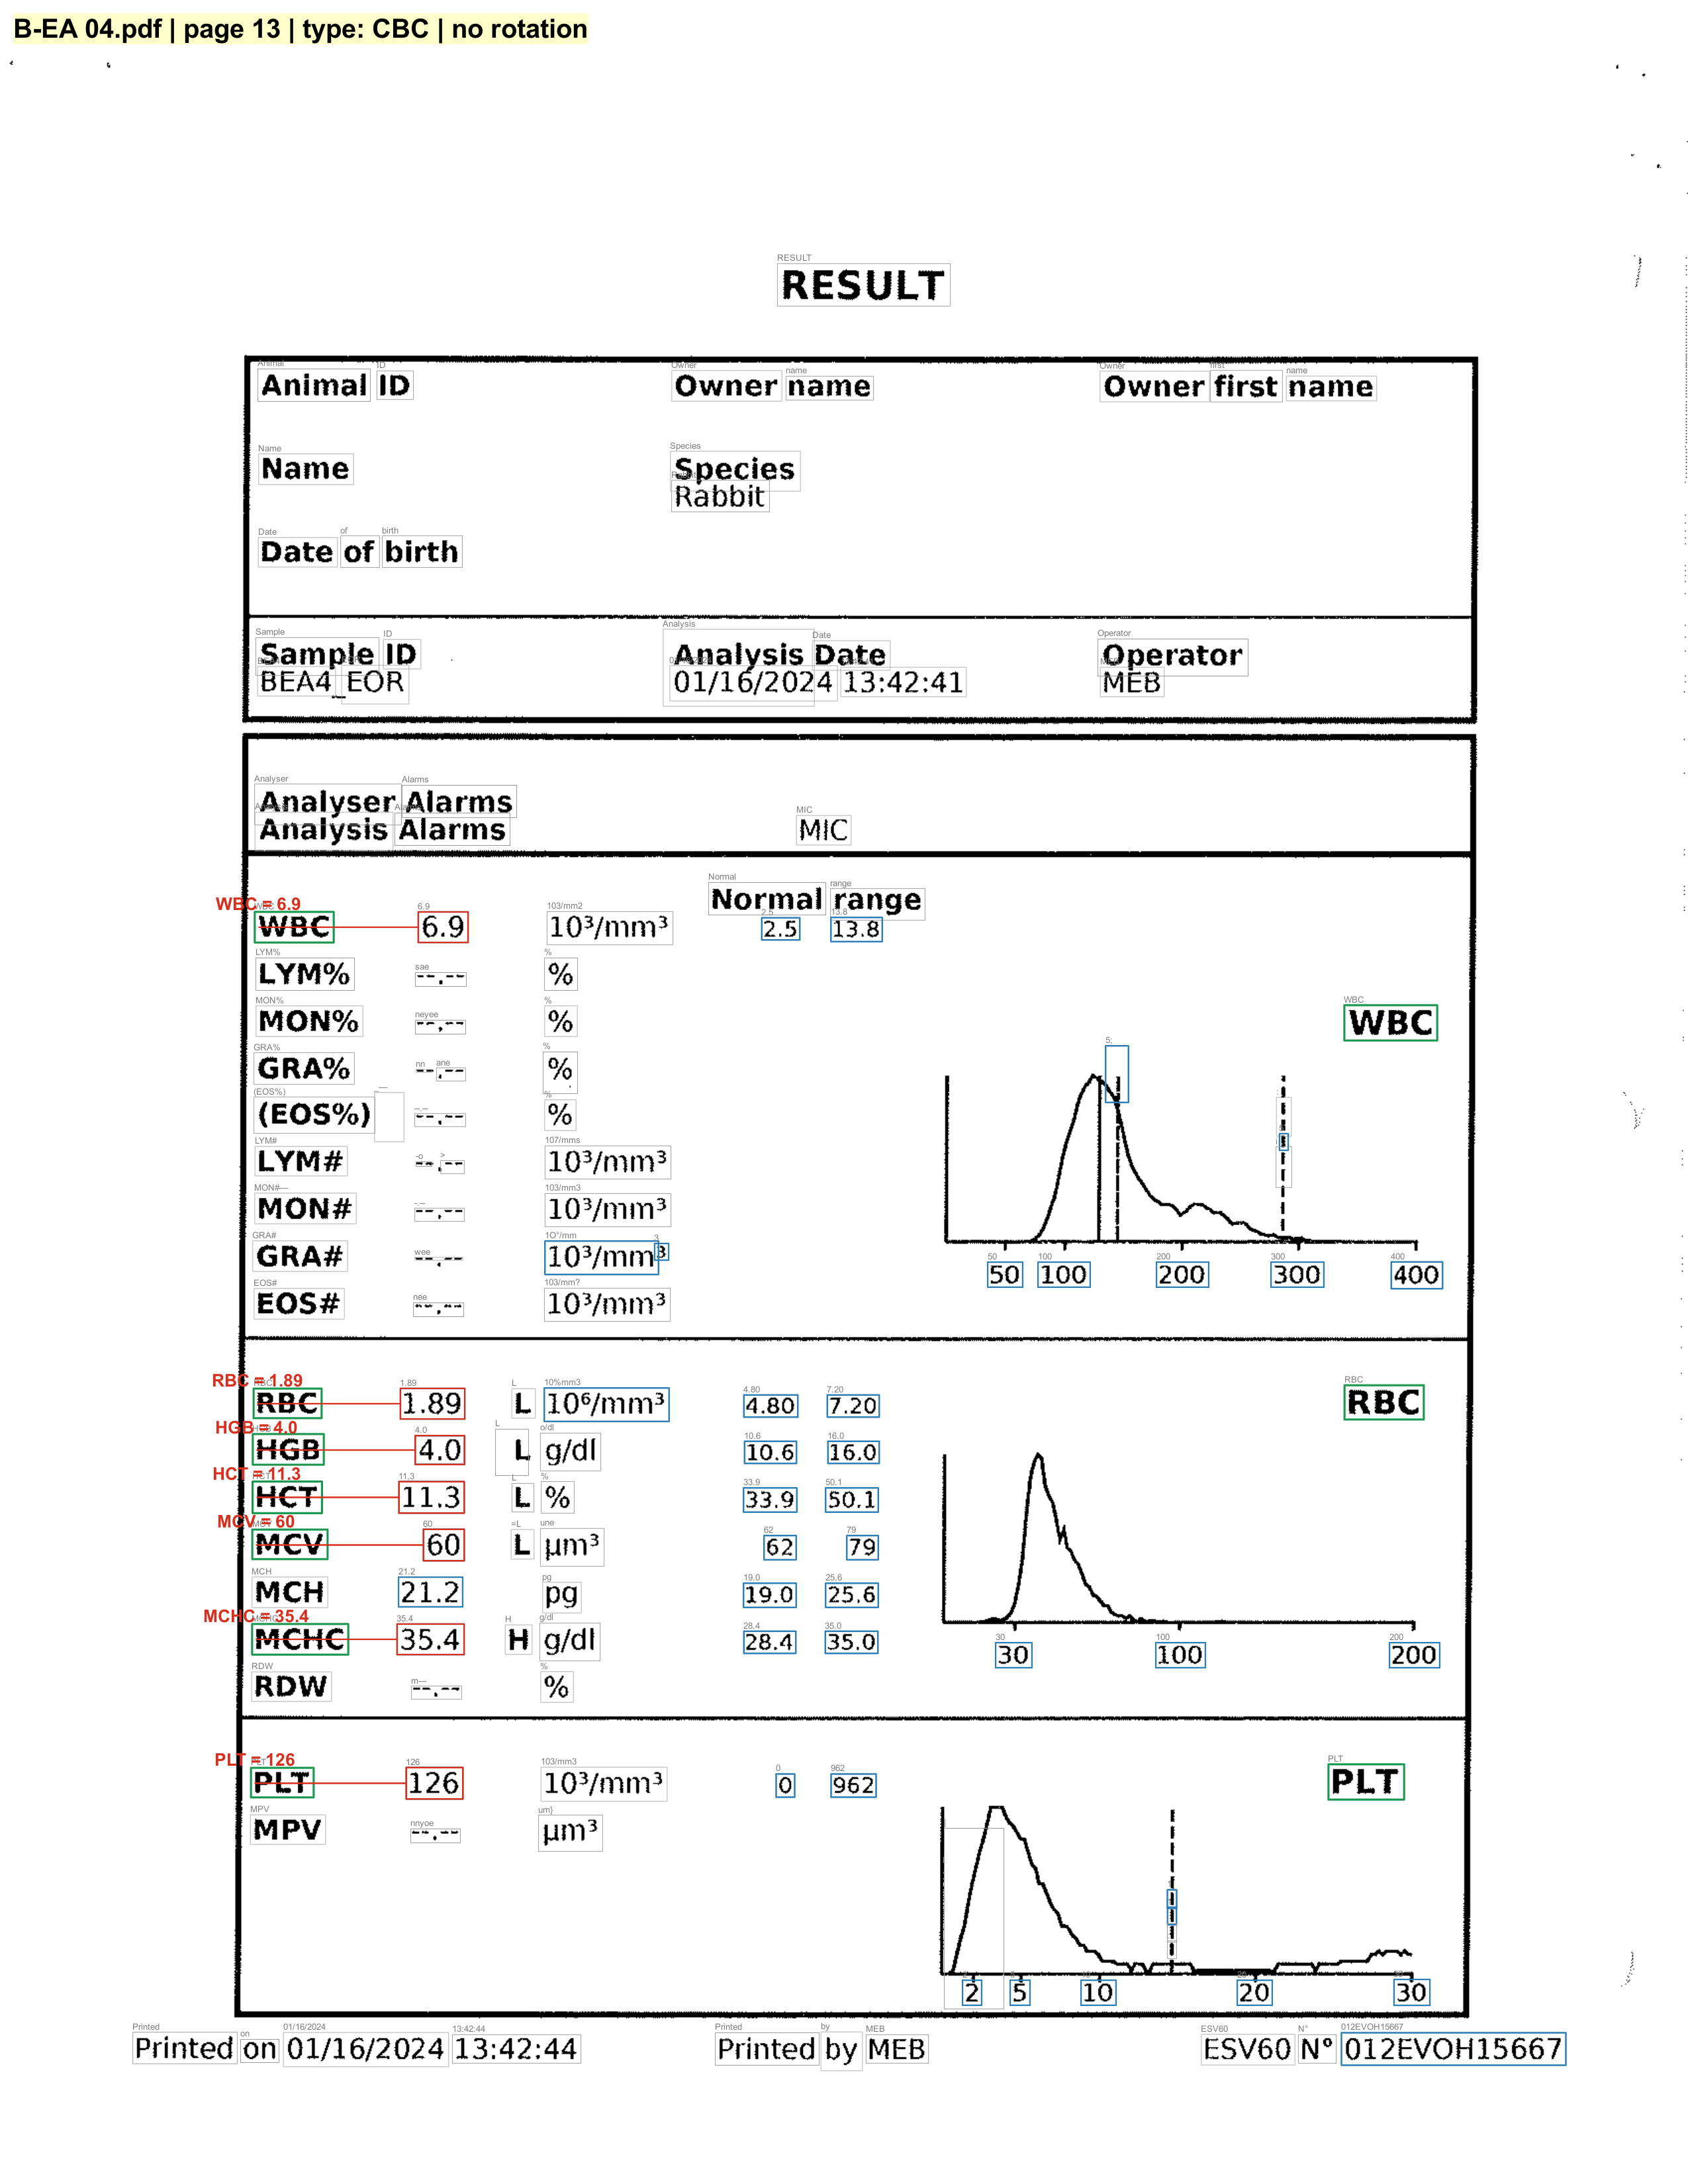 B-EA 04.pdf | page 13 | type: CBC | no rotation
RESULT
Animal ID Owner name Owner first name
Name Species
Rabbit
Date of birth
Sample ID Analysis Date Operator
BEA4_EOR 01/16/2024 13:42:41 MEB
Analyser Alarms
Analysis Alarms MIC
Normal range
WBC = 6.9
WBC 6.9 10³/mm³ 2.5 13.8
LYM% --.-- %
MON% --.-- %
WBC
GRA% --.-- %
(EOS%) --.-- %
LYM# --.-- 10³/mm³
MON# --.-- 10³/mm³
GRA# --.-- 10³/mm³
50 100 200 300 400
EOS# --.-- 10³/mm³
RBC = 1.89
RBC 1.89 L 10⁶/mm³ 4.80 7.20 RBC
HGB = 4.0
HGB 4.0 L g/dl 10.6 16.0
HCT = 11.3
HCT 11.3 L % 33.9 50.1
MCV = 60
MCV 60 L µm³ 62 79
MCH 21.2 pg 19.0 25.6
MCHC = 35.4
MCHC 35.4 H g/dl 28.4 35.0
30 100 200
RDW --.-- %
PLT = 126
PLT 126 10³/mm³ 0 962 PLT
MPV --.-- µm³
2 5 10 20 30
Printed on 01/16/2024 13:42:44 Printed by MEB ESV60 N° 012EVOH15667